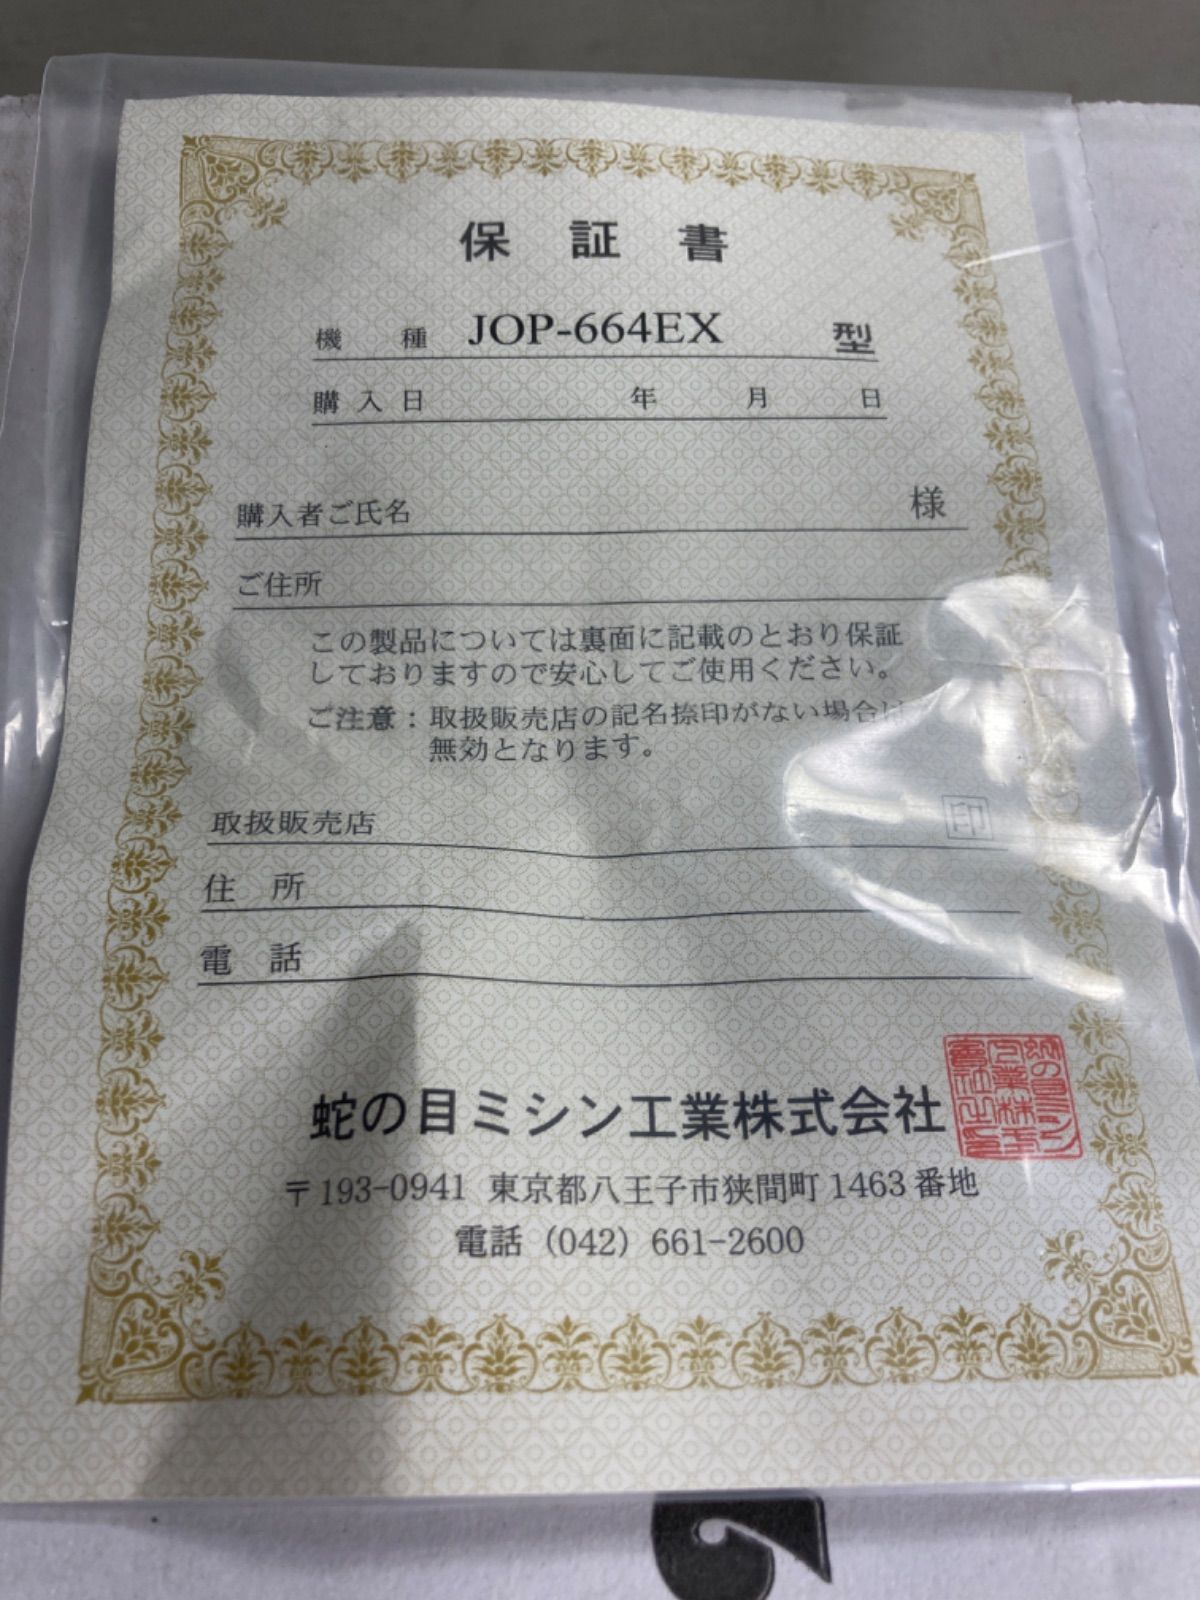 保証書
機種 JOP-664EX 型
購入日 年 月 日
購入者ご氏名 様
ご住所
この製品については裏面に記載のとおり保証
しておりますので安心してご使用ください。
ご注意：取扱販売店の記名捺印がない場合は
無効となります。
取扱販売店 印
住所
電話
蛇の目ミシン工業株式会社
〒193-0941 東京都八王子市狭間町1463番地
電話（042）661-2600